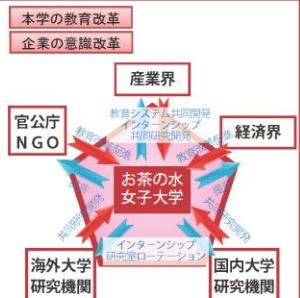 本学の教育改革
企業の意識改革
産業界
教育システム共同開発
インターンシップ
共同研究開発
官公庁
NGO
経済界
お茶の水
女子大学
インターンシップ
研究室ローテーション
海外大学
研究機関
国内大学
研究機関